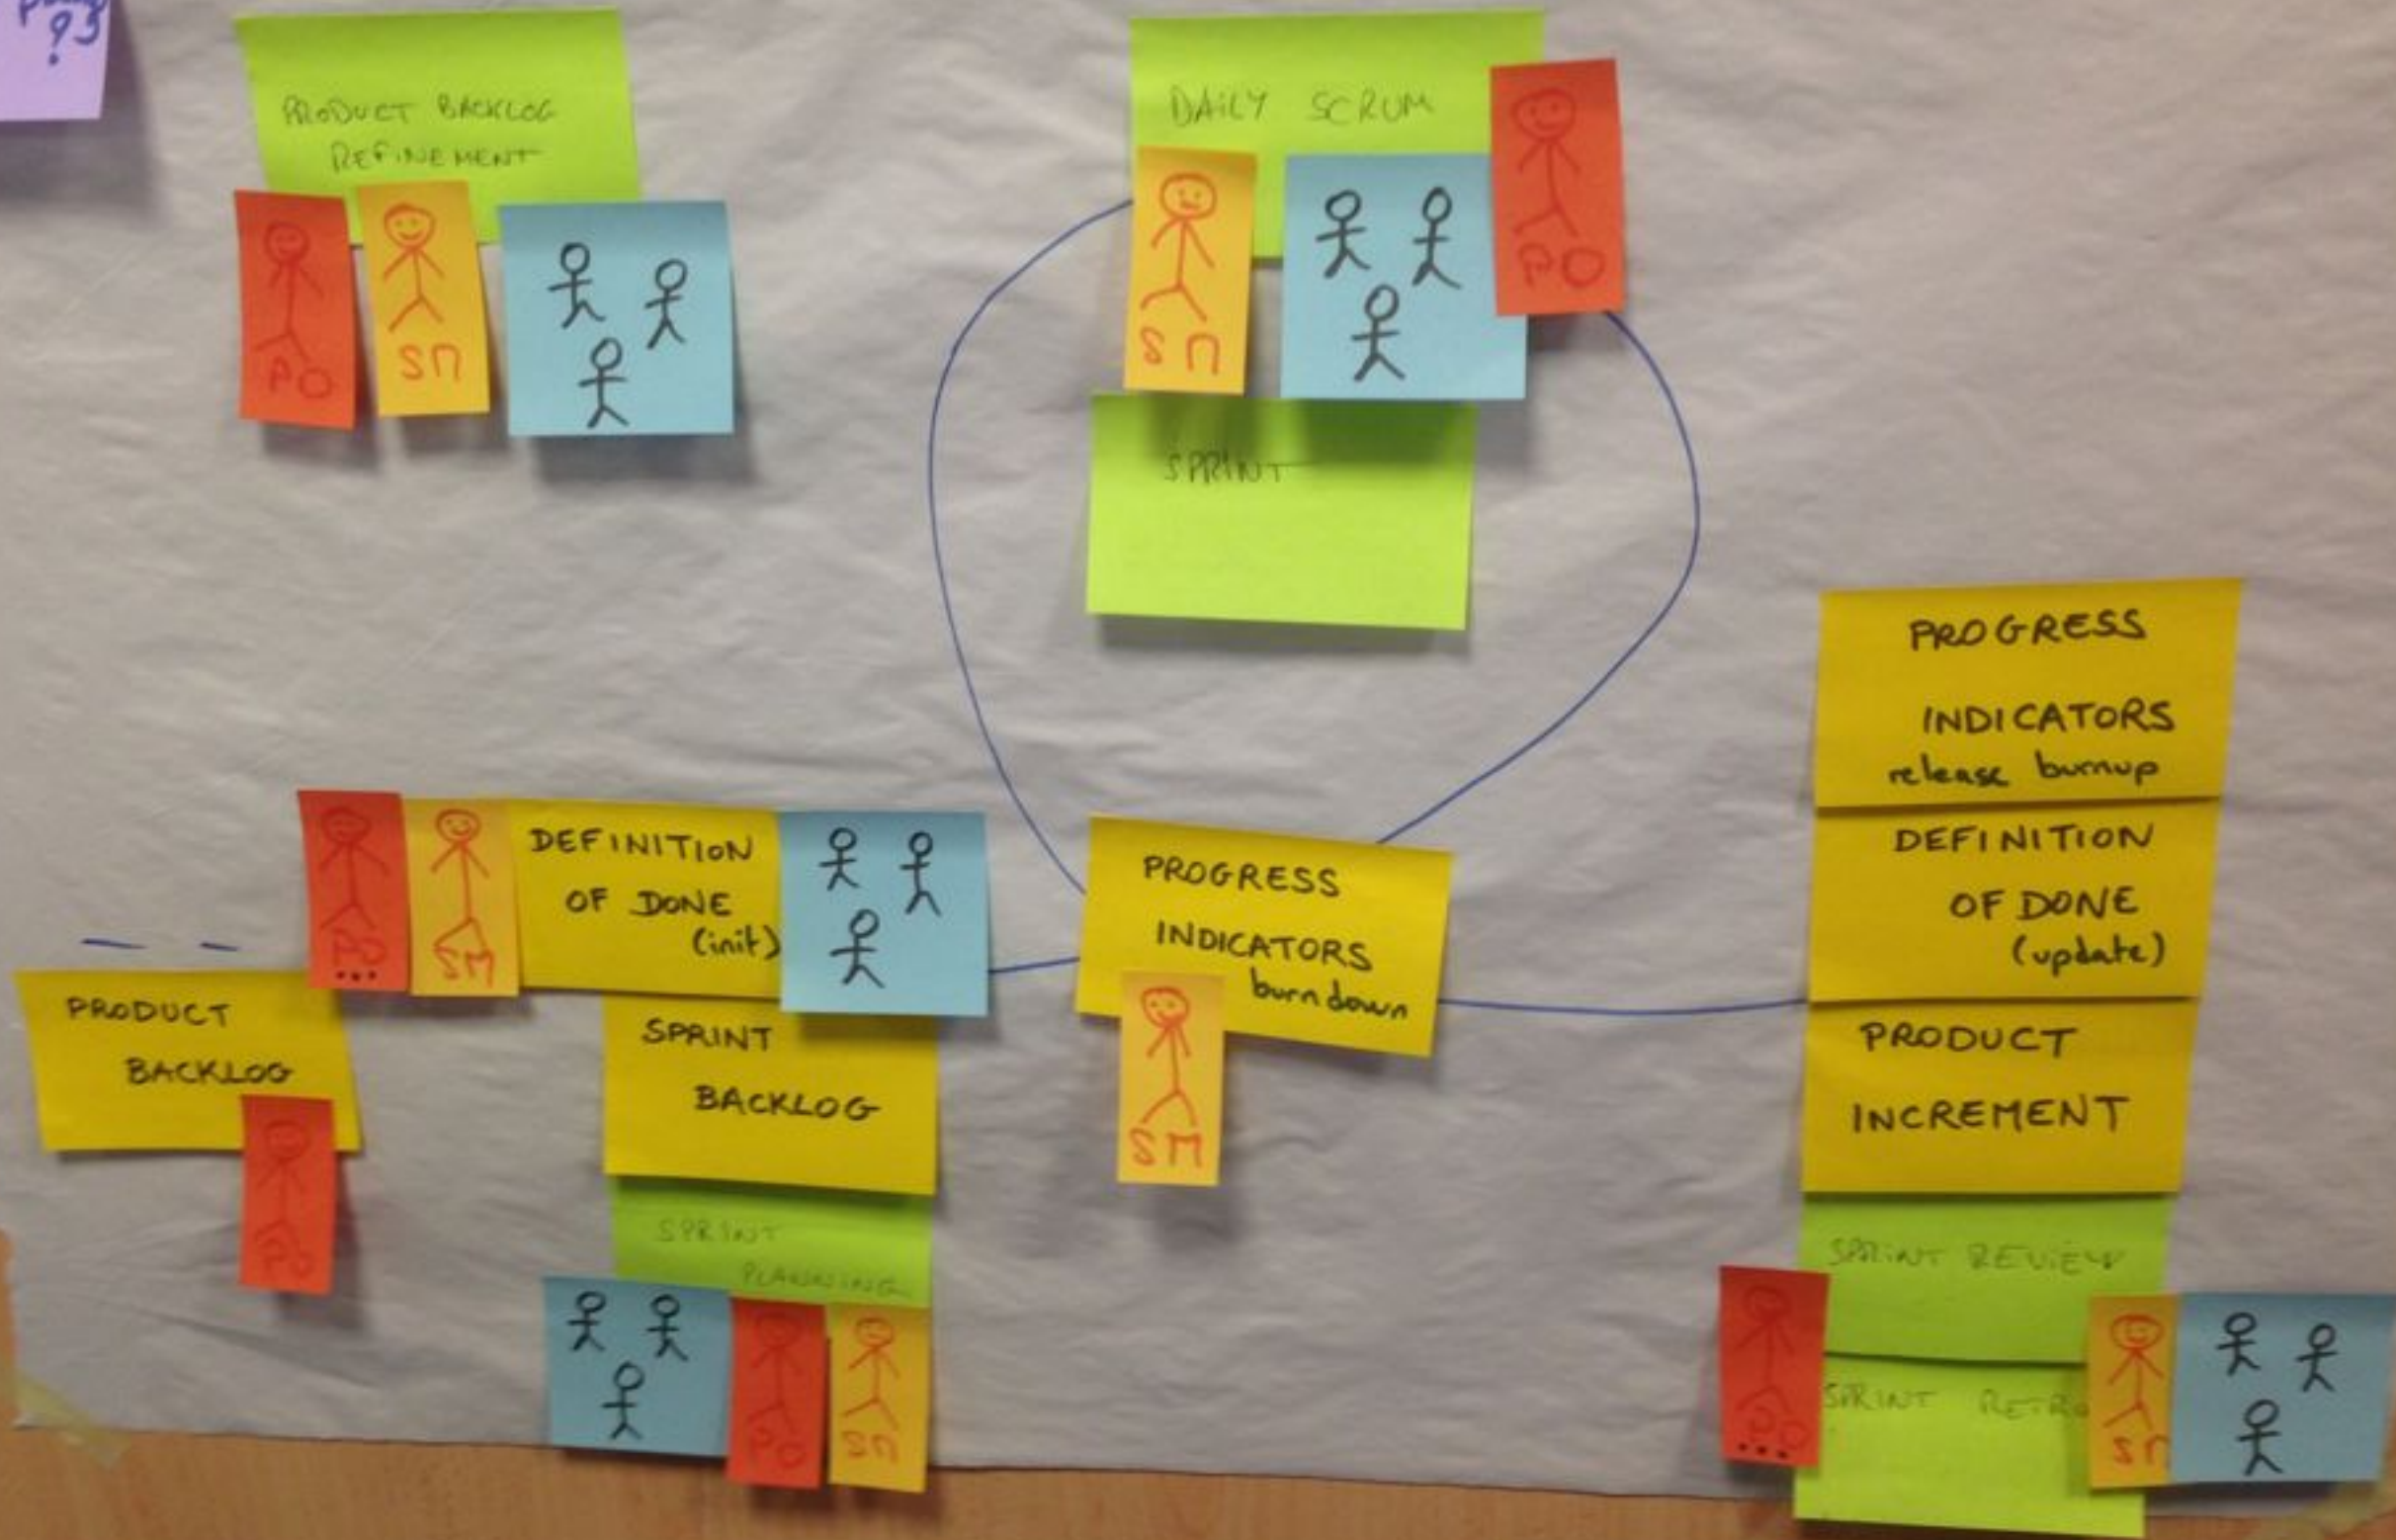 ?
PRODUCT BACKLOG
REFINEMENT
PO
SM
DAILY SCRUM
SM
PO
SPRINT
PROGRESS
INDICATORS
release burnup
DEFINITION
OF DONE
(update)
PRODUCT
INCREMENT
PO
...
SM
DEFINITION
OF DONE
(init)
PROGRESS
INDICATORS
burndown
SM
PRODUCT
BACKLOG
PO
SPRINT
BACKLOG
SPRINT
PLANNING
PO
SM
SPRINT REVIEW
SPRINT RETRO
PO
...
SM